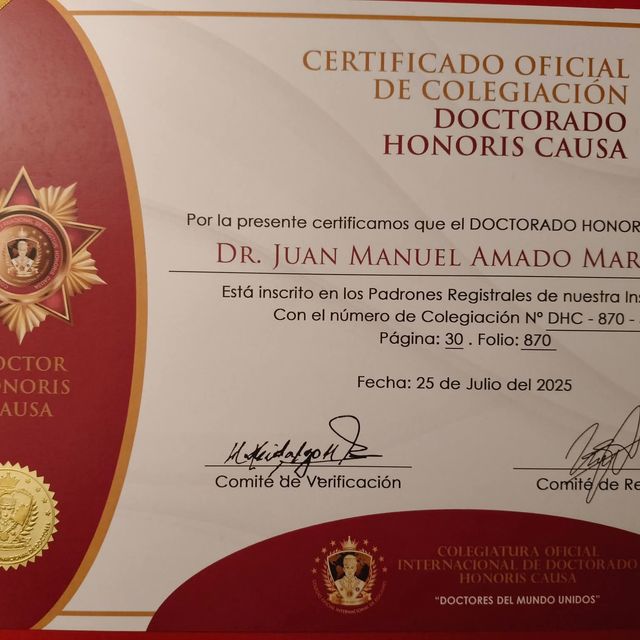 CERTIFICADO OFICIAL
DE COLEGIACIÓN
DOCTORADO
HONORIS CAUSA
Por la presente certificamos que el DOCTORADO HONOR
DR. JUAN MANUEL AMADO MAR
Está inscrito en los Padrones Registrales de nuestra Ins
Con el número de Colegiación Nº DHC - 870 -
Página: 30 . Folio: 870
Fecha: 25 de Julio del 2025
OCTOR
ONORIS
AUSA
Comité de Verificación
Comité de Re
COLEGIATURA OFICIAL
INTERNACIONAL DE DOCTORADO
HONORIS CAUSA
"DOCTORES DEL MUNDO UNIDOS"